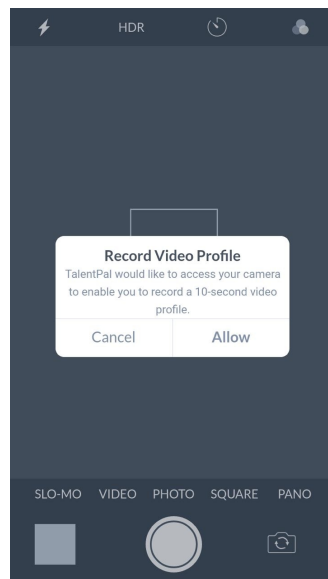 HDR
Record Video Profile
TalentPal would like to access your camera
to enable you to record a 10-second video
profile.
Cancel Allow
SLO-MO VIDEO PHOTO SQUARE PANO